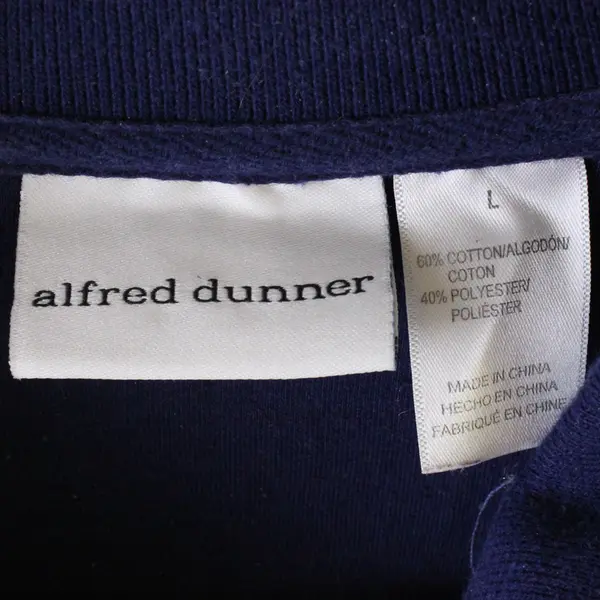 alfred dunner
L
60% COTTON/ALGODÓN/
COTON
40% POLYESTER/
POLIÉSTER
MADE IN CHINA
HECHO EN CHINA
FABRIQUÉ EN CHINE